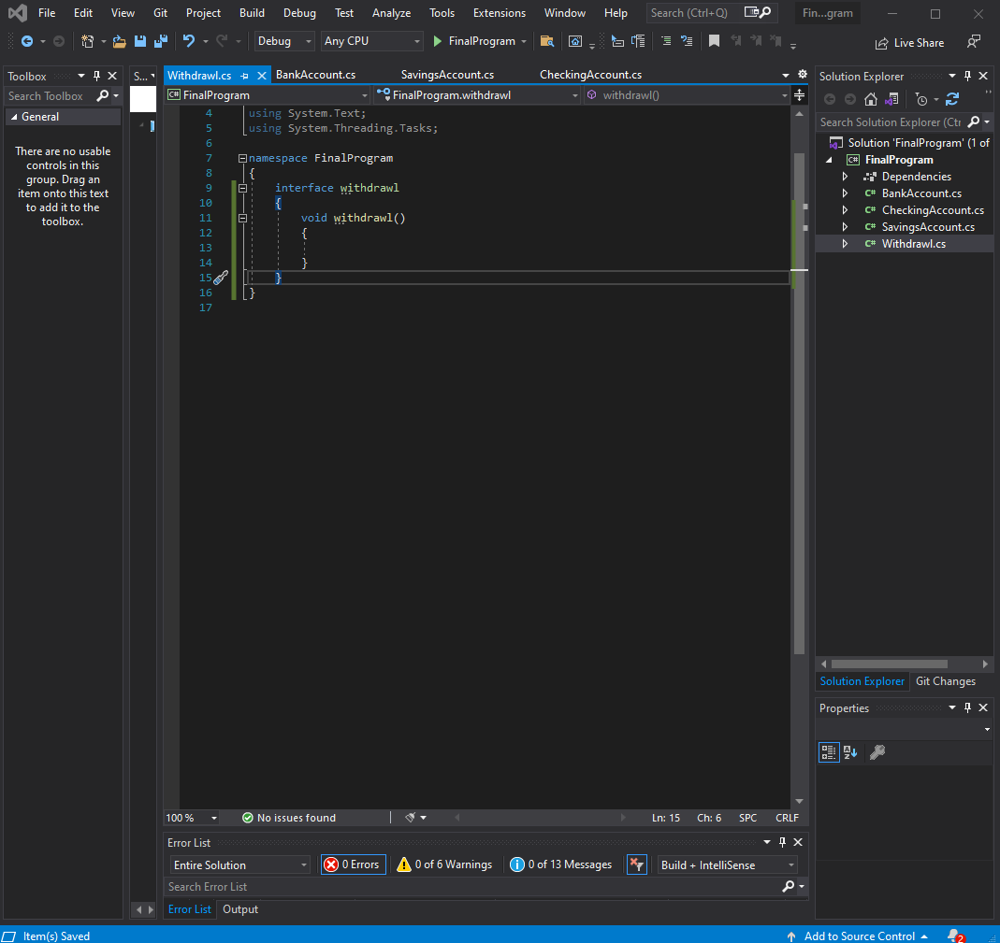 File Edit View Git Project Build Debug Test Analyze Tools Extensions Window Help Search (Ctrl+Q) Fin...gram
Debug Any CPU FinalProgram Live Share
Toolbox
Search Toolbox
General
There are no usable
controls in this
group. Drag an
item onto this text
to add it to the
toolbox.
S...
Withdrawl.cs BankAccount.cs SavingsAccount.cs CheckingAccount.cs
C# FinalProgram FinalProgram.withdrawl withdrawl()
4 using System.Text;
5 using System.Threading.Tasks;
6
7 namespace FinalProgram
8 {
9 interface withdrawl
10 {
11 void withdrawl()
12 {
13
14 }
15 }
16 }
17
100 % No issues found Ln: 15 Ch: 6 SPC CRLF
Error List
Entire Solution 0 Errors 0 of 6 Warnings 0 of 13 Messages Build + IntelliSense
Search Error List
Error List Output
Solution Explorer
Search Solution Explorer (Ctr
Solution 'FinalProgram' (1 of
C# FinalProgram
Dependencies
C# BankAccount.cs
C# CheckingAccount.cs
C# SavingsAccount.cs
C# Withdrawl.cs
Solution Explorer Git Changes
Properties
Item(s) Saved Add to Source Control 2